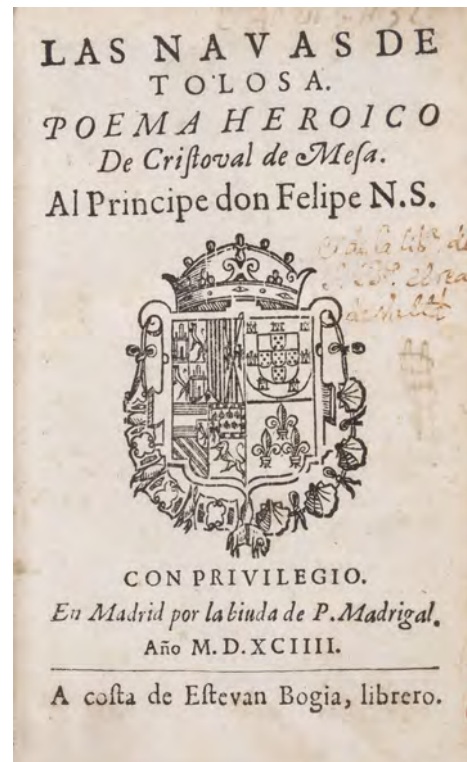 LAS NAVAS DE
TOLOSA.
POEMA HEROICO
De Criſtoval de Meſa.
Al Principe don Felipe N.S.
CON PRIVILEGIO.
En Madrid por la biuda de P. Madrigal.
Año M. D. XCIIII.
A coſta de Eſtevan Bogia, librero.